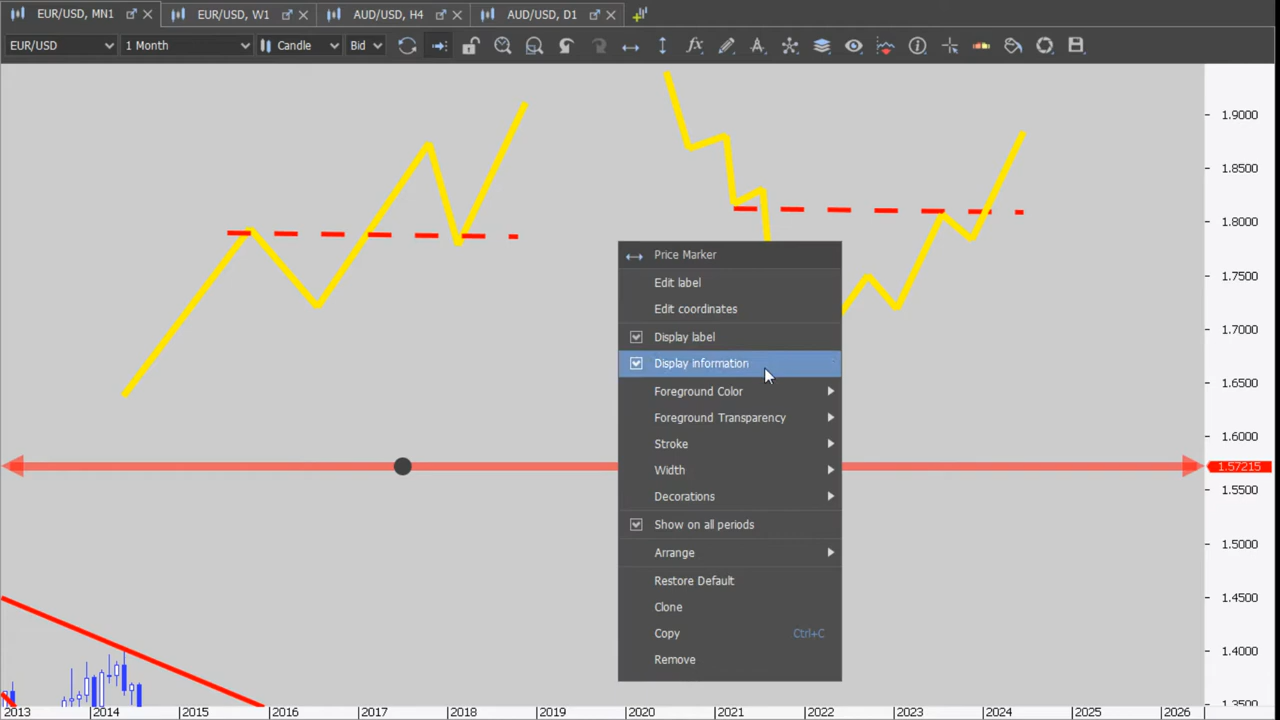 EUR/USD, MN1
EUR/USD, W1
AUD/USD, H4
AUD/USD, D1
EUR/USD
1 Month
Candle
Bid
fx
1.9000
1.8500
1.8000
1.7500
1.7000
1.6500
1.6000
1.57215
1.5500
1.5000
1.4500
1.4000
1.3500
Price Marker
Edit label
Edit coordinates
Display label
Display information
Foreground Color
Foreground Transparency
Stroke
Width
Decorations
Show on all periods
Arrange
Restore Default
Clone
Copy Ctrl+C
Remove
2013 2014 2015 2016 2017 2018 2019 2020 2021 2022 2023 2024 2025 2026